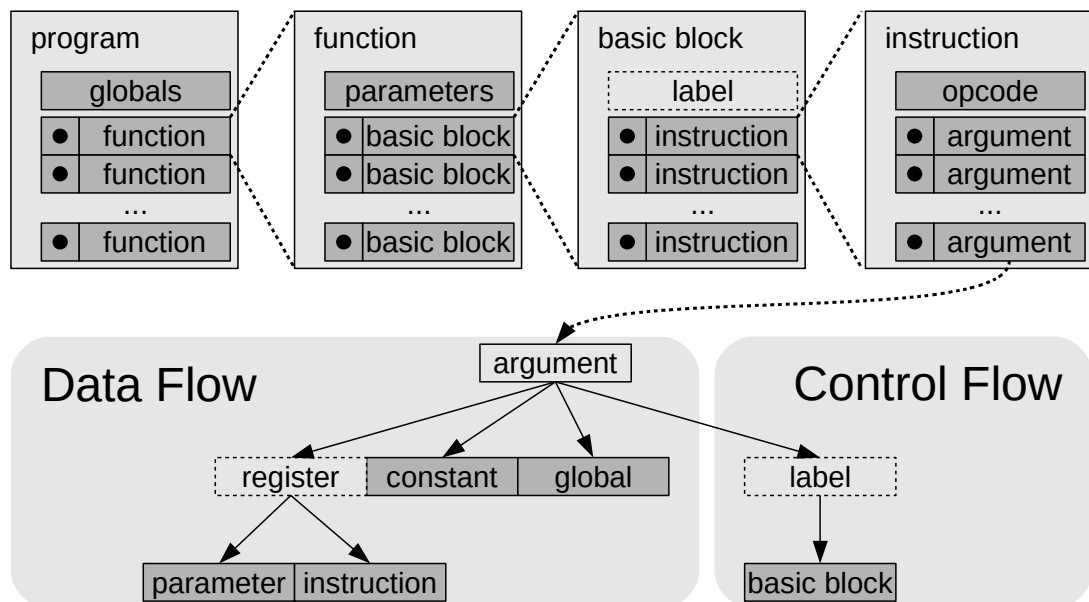 program
globals
function
function
...
function
function
parameters
basic block
basic block
...
basic block
basic block
label
instruction
instruction
...
instruction
instruction
opcode
argument
argument
...
argument
Data Flow
argument
Control Flow
register
constant
global
label
parameter
instruction
basic block